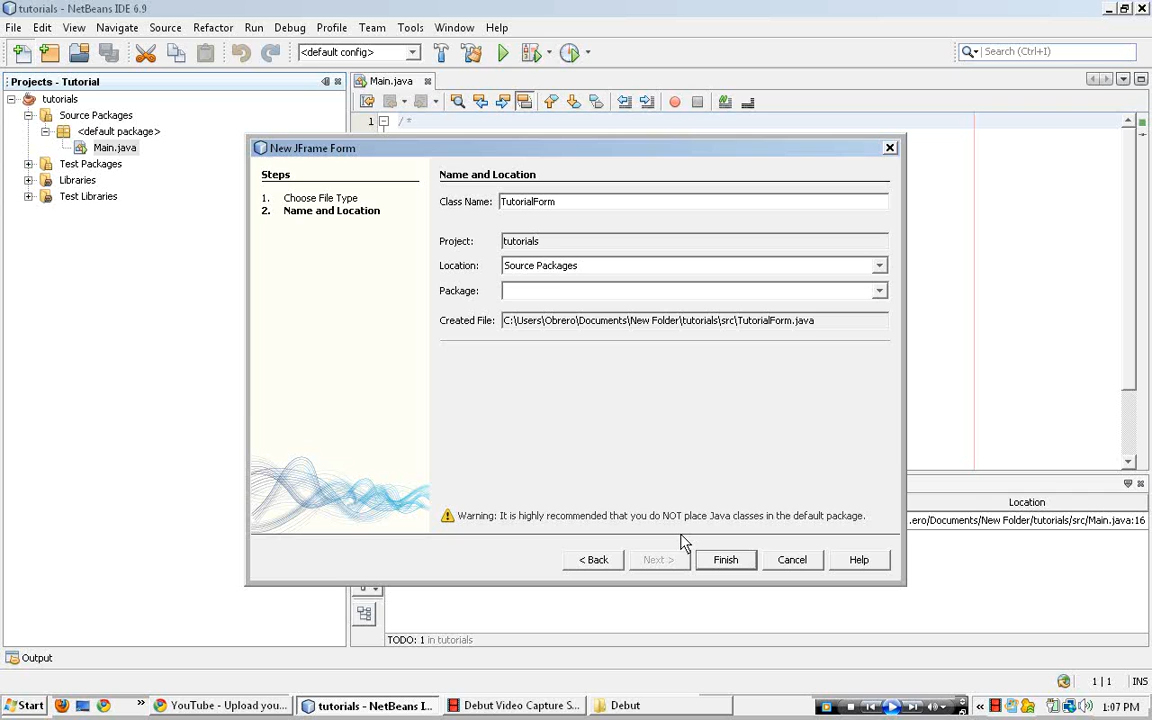 tutorials - NetBeans IDE 6.9
File Edit View Navigate Source Refactor Run Debug Profile Team Tools Window Help
<default config>
Search (Ctrl+I)
Projects - Tutorial
Main.java
tutorials
Source Packages
<default package>
Main.java
Test Packages
Libraries
Test Libraries
1 /*
New JFrame Form
Steps
1. Choose File Type
2. Name and Location
Name and Location
Class Name: TutorialForm
Project: tutorials
Location: Source Packages
Package:
Created File: C:\Users\Obrero\Documents\New Folder\tutorials\src\TutorialForm.java
Warning: It is highly recommended that you do NOT place Java classes in the default package.
< Back Next > Finish Cancel Help
Location
.ero/Documents/New Folder/tutorials/src/Main.java:16
TODO: 1 in tutorials
Output
1 | 1 INS
Start
YouTube - Upload you...
tutorials - NetBeans I...
Debut Video Capture S...
Debut
1:07 PM